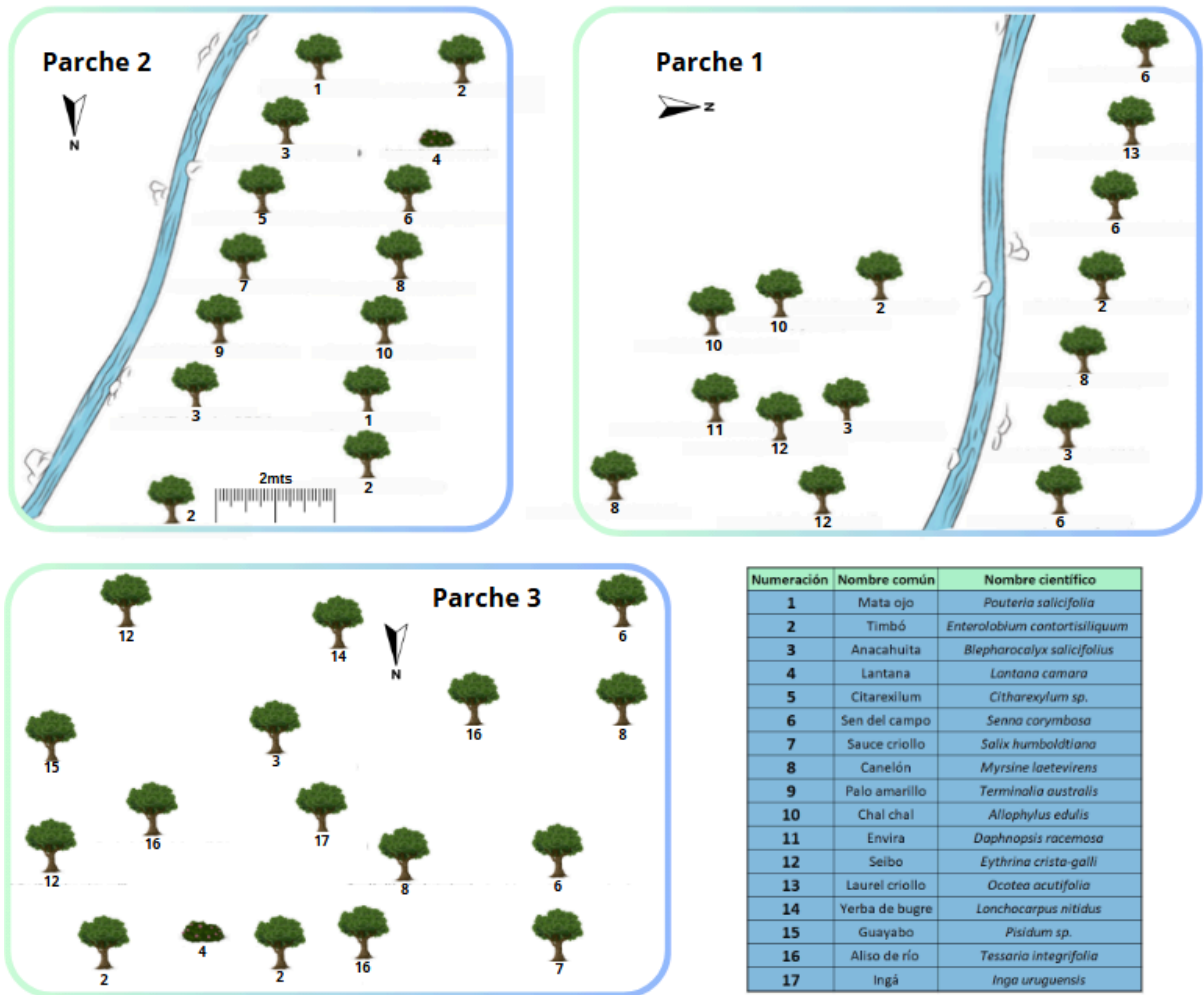 Parche 2
N
1
2
3
4
5
6
7
8
9
10
3
1
2
2mts
2
Parche 1
N
6
13
6
2
2
10
10
8
3
11
12
3
8
12
6
Parche 3
N
12
14
6
16
8
15
3
16
17
12
8
6
2
4
2
16
7
Numeración Nombre común Nombre científico
1 Mata ojo Pouteria salicifolia
2 Timbó Enterolobium contortisiliquum
3 Anacahuita Blepharocalyx salicifolius
4 Lantana Lantana camara
5 Citarexilum Citharexylum sp.
6 Sen del campo Senna corymbosa
7 Sauce criollo Salix humboldtiana
8 Canelón Myrsine laetevirens
9 Palo amarillo Terminalia australis
10 Chal chal Allophylus edulis
11 Envira Daphnopsis racemosa
12 Seibo Eythrina crista-galli
13 Laurel criollo Ocotea acutifolia
14 Yerba de bugre Lonchocarpus nitidus
15 Guayabo Pisidum sp.
16 Aliso de río Tessaria integrifolia
17 Ingá Inga uruguensis